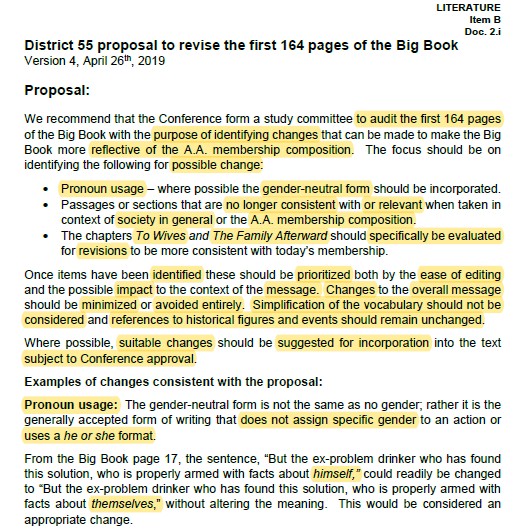 LITERATURE
Item B
Doc. 2.i
District 55 proposal to revise the first 164 pages of the Big Book
Version 4, April 26th, 2019
Proposal:
We recommend that the Conference form a study committee to audit the first 164 pages
of the Big Book with the purpose of identifying changes that can be made to make the Big
Book more reflective of the A.A. membership composition. The focus should be on
identifying the following for possible change:
• Pronoun usage – where possible the gender-neutral form should be incorporated.
• Passages or sections that are no longer consistent with or relevant when taken in
context of society in general or the A.A. membership composition.
• The chapters To Wives and The Family Afterward should specifically be evaluated
for revisions to be more consistent with today's membership.
Once items have been identified these should be prioritized both by the ease of editing
and the possible impact to the context of the message. Changes to the overall message
should be minimized or avoided entirely. Simplification of the vocabulary should not be
considered and references to historical figures and events should remain unchanged.
Where possible, suitable changes should be suggested for incorporation into the text
subject to Conference approval.
Examples of changes consistent with the proposal:
Pronoun usage: The gender-neutral form is not the same as no gender; rather it is the
generally accepted form of writing that does not assign specific gender to an action or
uses a he or she format.
From the Big Book page 17, the sentence, "But the ex-problem drinker who has found
this solution, who is properly armed with facts about himself," could readily be changed
to "But the ex-problem drinker who has found this solution, who is properly armed with
facts about themselves," without altering the meaning. This would be considered an
appropriate change.